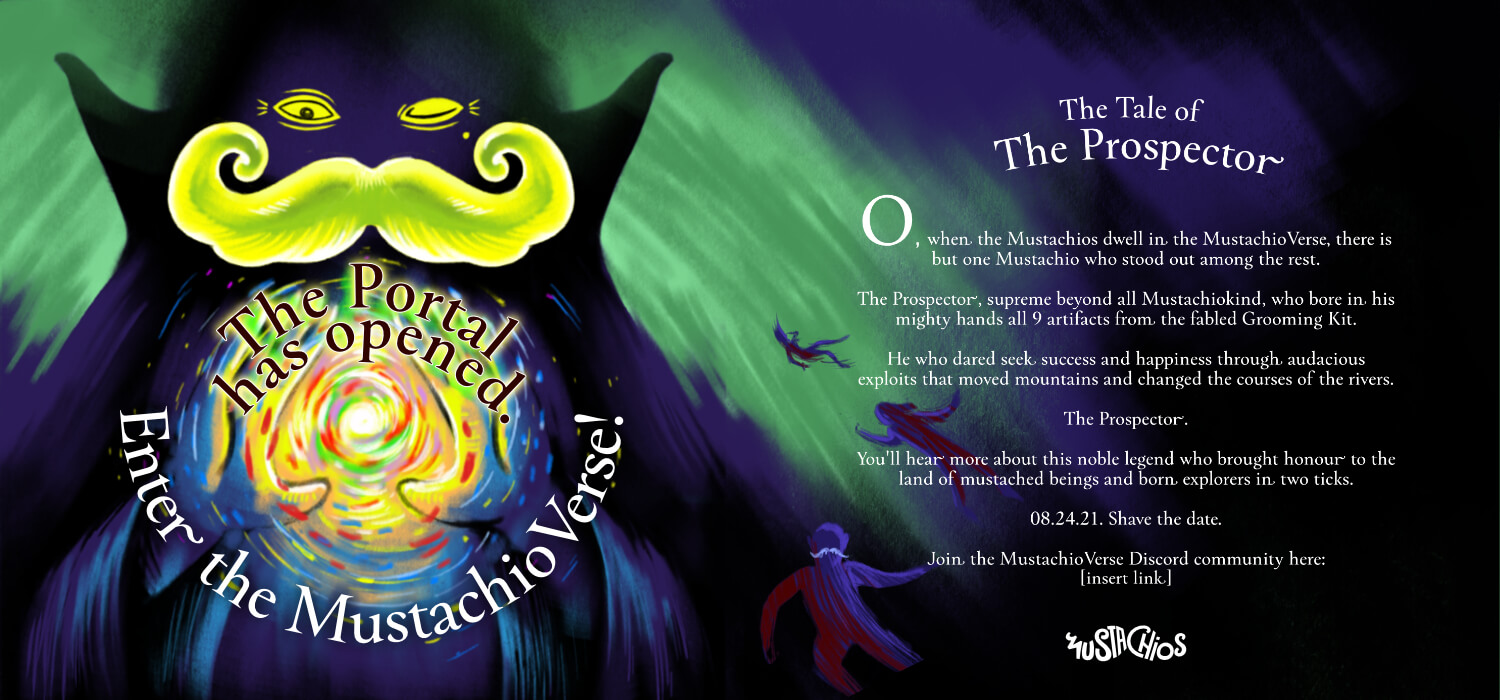 The Portal
has opened.
Enter the MustachioVerse!
The Tale of
The Prospector
O, when the Mustachios dwell in the MustachioVerse, there is
but one Mustachio who stood out among the rest.
The Prospector, supreme beyond all Mustachiokind, who bore in his
mighty hands all 9 artifacts from the fabled Grooming Kit.
He who dared seek success and happiness through audacious
exploits that moved mountains and changed the courses of the rivers.
The Prospector.
You'll hear more about this noble legend who brought honour to the
land of mustached beings and born explorers in two ticks.
08.24.21. Shave the date.
Join the MustachioVerse Discord community here:
[insert link]
MUSTACHiOS